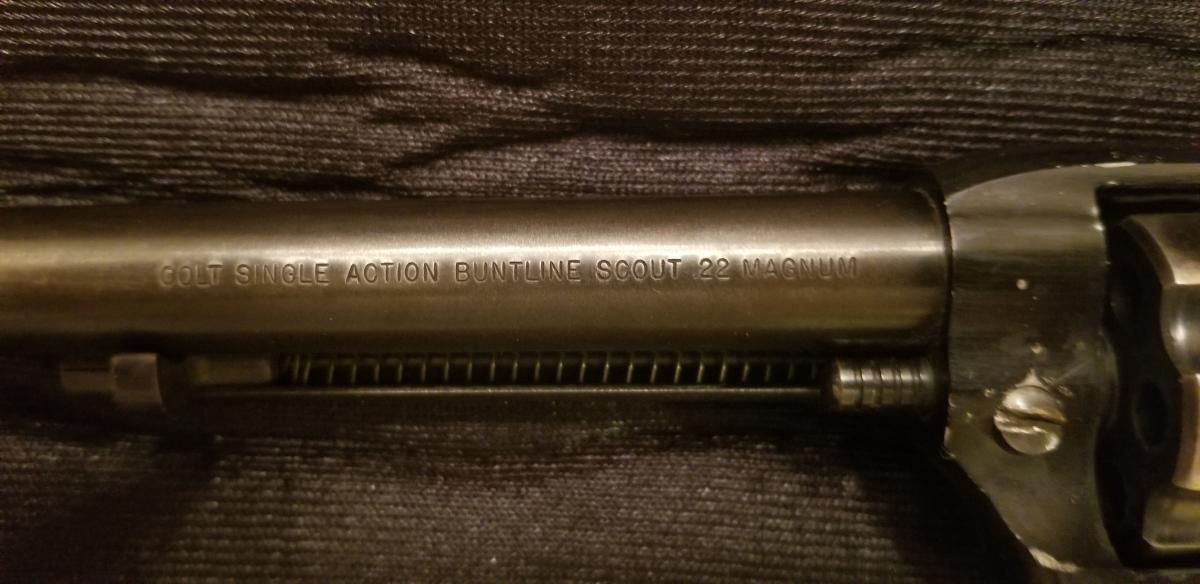 COLT SINGLE ACTION BUNTLINE SCOUT .22 MAGNUM